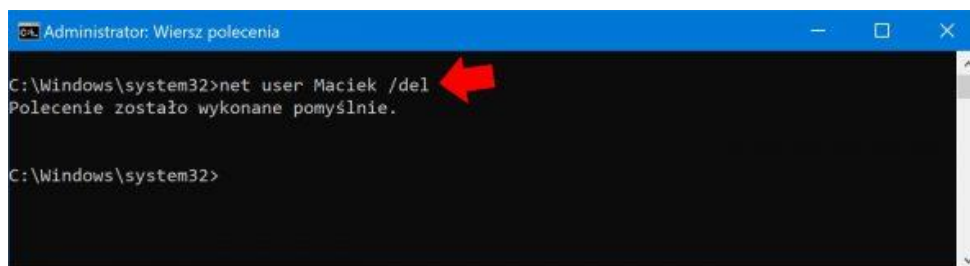 Administrator: Wiersz polecenia
C:\Windows\system32>net user Maciek /del
Polecenie zostało wykonane pomyślnie.
C:\Windows\system32>